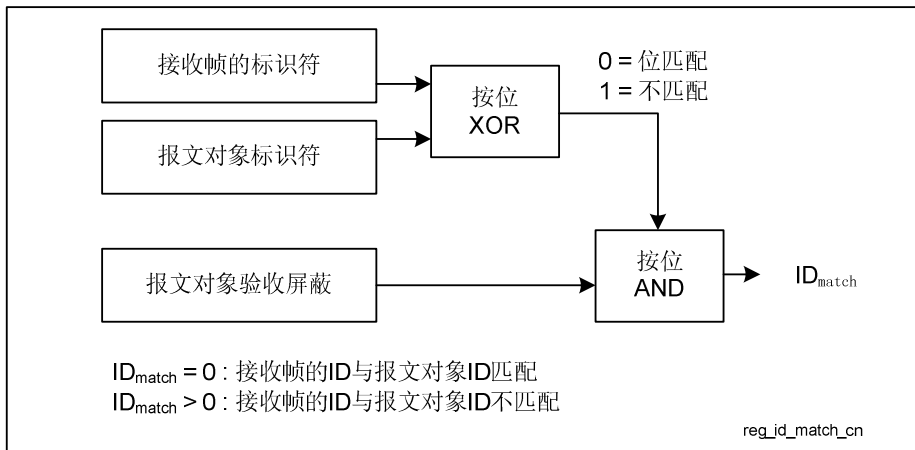 接收帧的标识符
报文对象标识符
按位
XOR
0 = 位匹配
1 = 不匹配
报文对象验收屏蔽
按位
AND
IDmatch
IDmatch = 0 : 接收帧的ID与报文对象ID匹配
IDmatch > 0 : 接收帧的ID与报文对象ID不匹配
reg_id_match_cn